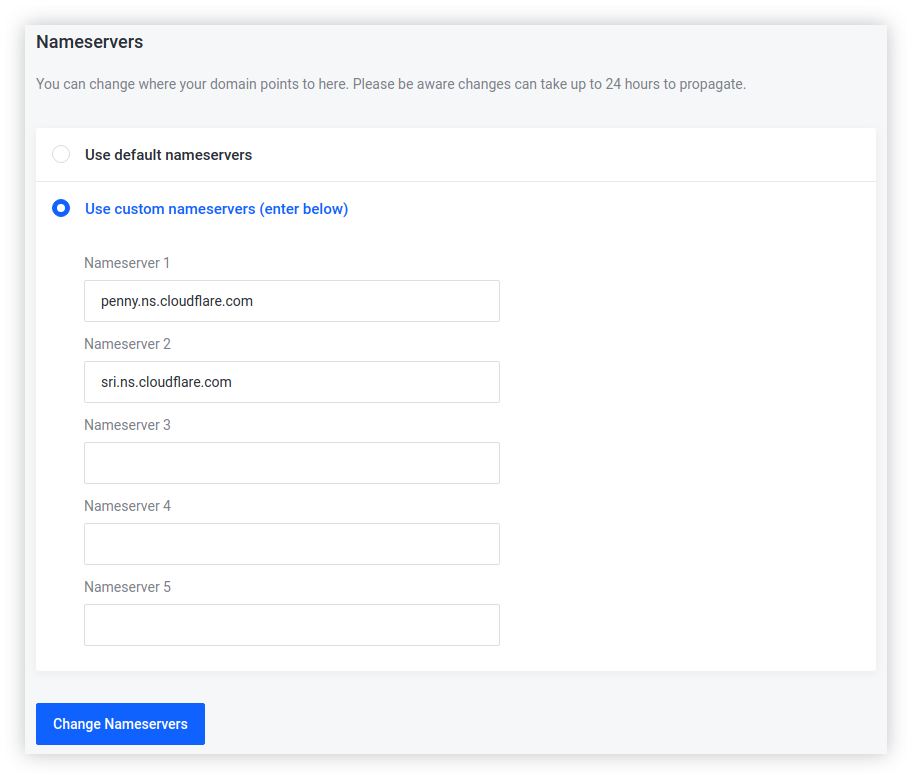 Nameservers
You can change where your domain points to here. Please be aware changes can take up to 24 hours to propagate.
Use default nameservers
Use custom nameservers (enter below)
Nameserver 1
penny.ns.cloudflare.com
Nameserver 2
sri.ns.cloudflare.com
Nameserver 3
Nameserver 4
Nameserver 5
Change Nameservers